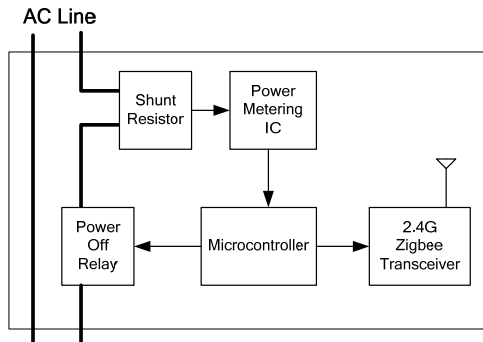 AC Line
Shunt
Resistor
Power
Metering
IC
Power
Off
Relay
Microcontroller
2.4G
Zigbee
Transceiver